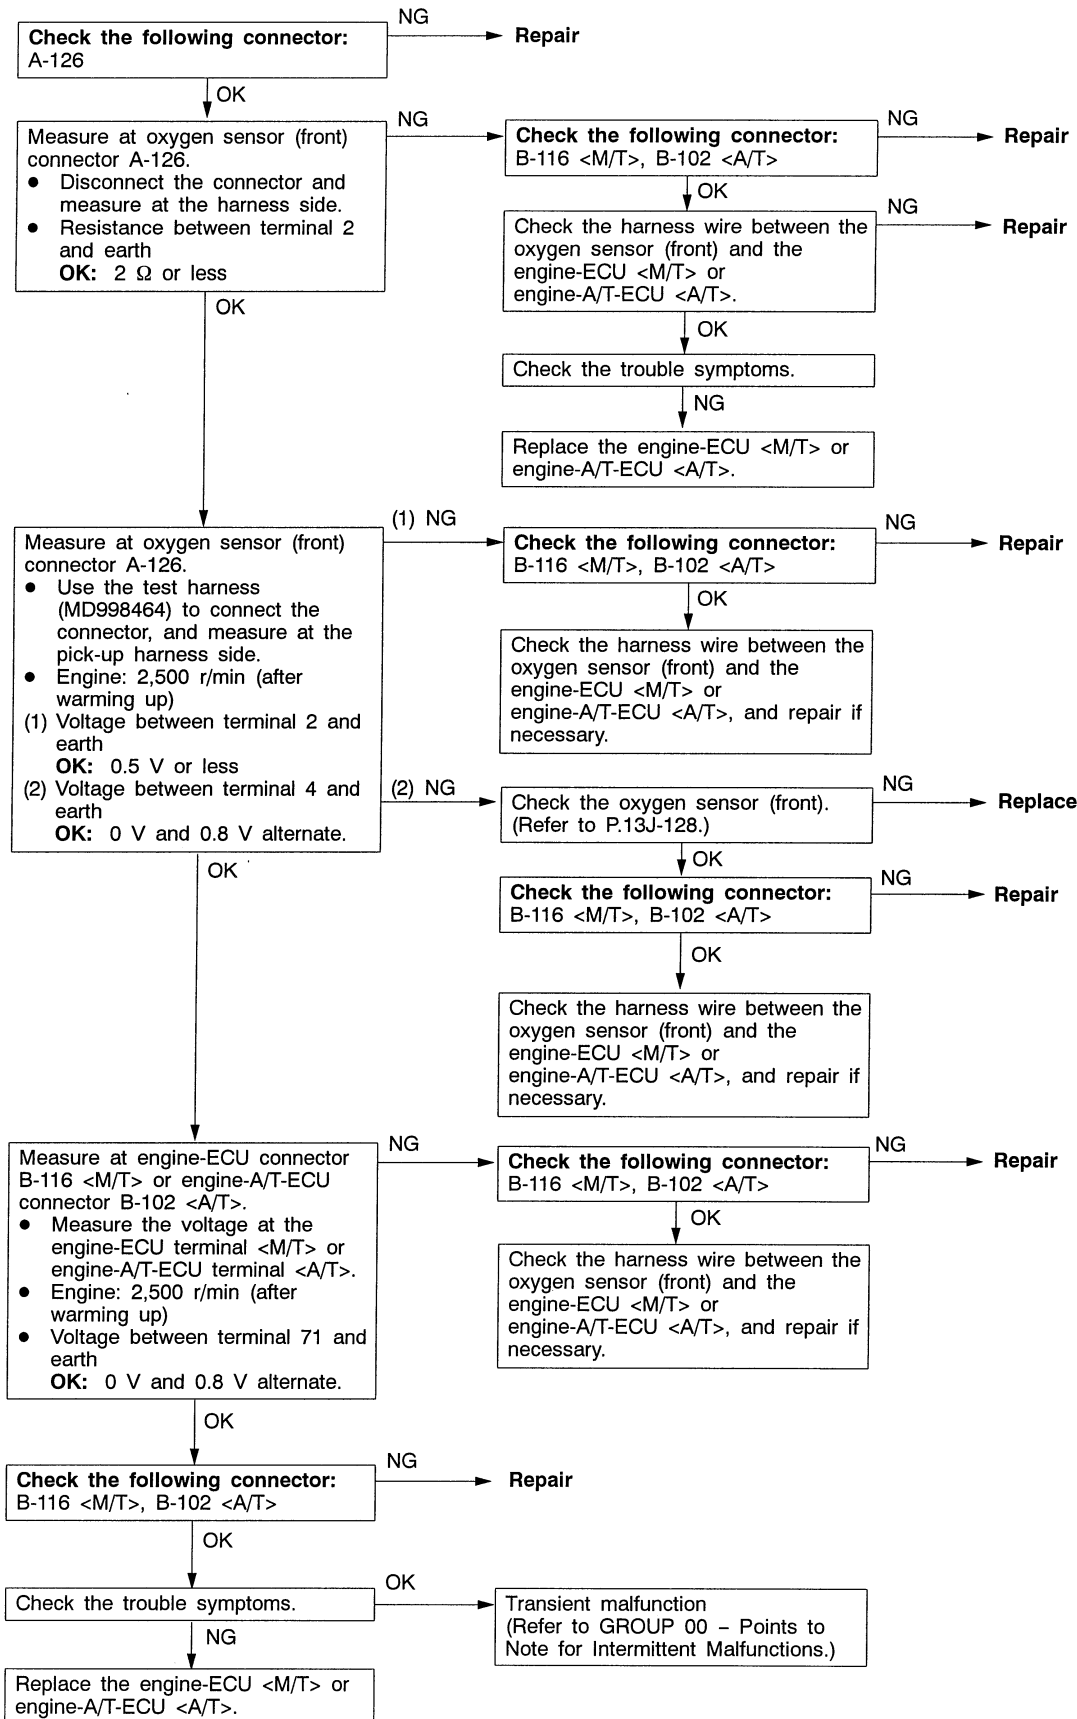 Check the following connector:
A-126
NG
Repair
OK
Measure at oxygen sensor (front)
connector A-126.
● Disconnect the connector and
measure at the harness side.
● Resistance between terminal 2
and earth
OK: 2 Ω or less
NG
Check the following connector:
B-116 <M/T>, B-102 <A/T>
NG
Repair
OK
Check the harness wire between the
oxygen sensor (front) and the
engine-ECU <M/T> or
engine-A/T-ECU <A/T>.
NG
Repair
OK
Check the trouble symptoms.
NG
Replace the engine-ECU <M/T> or
engine-A/T-ECU <A/T>.
OK
Measure at oxygen sensor (front)
connector A-126.
● Use the test harness
(MD998464) to connect the
connector, and measure at the
pick-up harness side.
● Engine: 2,500 r/min (after
warming up)
(1) Voltage between terminal 2 and
earth
OK: 0.5 V or less
(2) Voltage between terminal 4 and
earth
OK: 0 V and 0.8 V alternate.
(1) NG
Check the following connector:
B-116 <M/T>, B-102 <A/T>
NG
Repair
OK
Check the harness wire between the
oxygen sensor (front) and the
engine-ECU <M/T> or
engine-A/T-ECU <A/T>, and repair if
necessary.
(2) NG
Check the oxygen sensor (front).
(Refer to P.13J-128.)
NG
Replace
OK
Check the following connector:
B-116 <M/T>, B-102 <A/T>
NG
Repair
OK
Check the harness wire between the
oxygen sensor (front) and the
engine-ECU <M/T> or
engine-A/T-ECU <A/T>, and repair if
necessary.
OK
Measure at engine-ECU connector
B-116 <M/T> or engine-A/T-ECU
connector B-102 <A/T>.
● Measure the voltage at the
engine-ECU terminal <M/T> or
engine-A/T-ECU terminal <A/T>.
● Engine: 2,500 r/min (after
warming up)
● Voltage between terminal 71 and
earth
OK: 0 V and 0.8 V alternate.
NG
Check the following connector:
B-116 <M/T>, B-102 <A/T>
NG
Repair
OK
Check the harness wire between the
oxygen sensor (front) and the
engine-ECU <M/T> or
engine-A/T-ECU <A/T>, and repair if
necessary.
OK
Check the following connector:
B-116 <M/T>, B-102 <A/T>
NG
Repair
OK
Check the trouble symptoms.
OK
Transient malfunction
(Refer to GROUP 00 – Points to
Note for Intermittent Malfunctions.)
NG
Replace the engine-ECU <M/T> or
engine-A/T-ECU <A/T>.